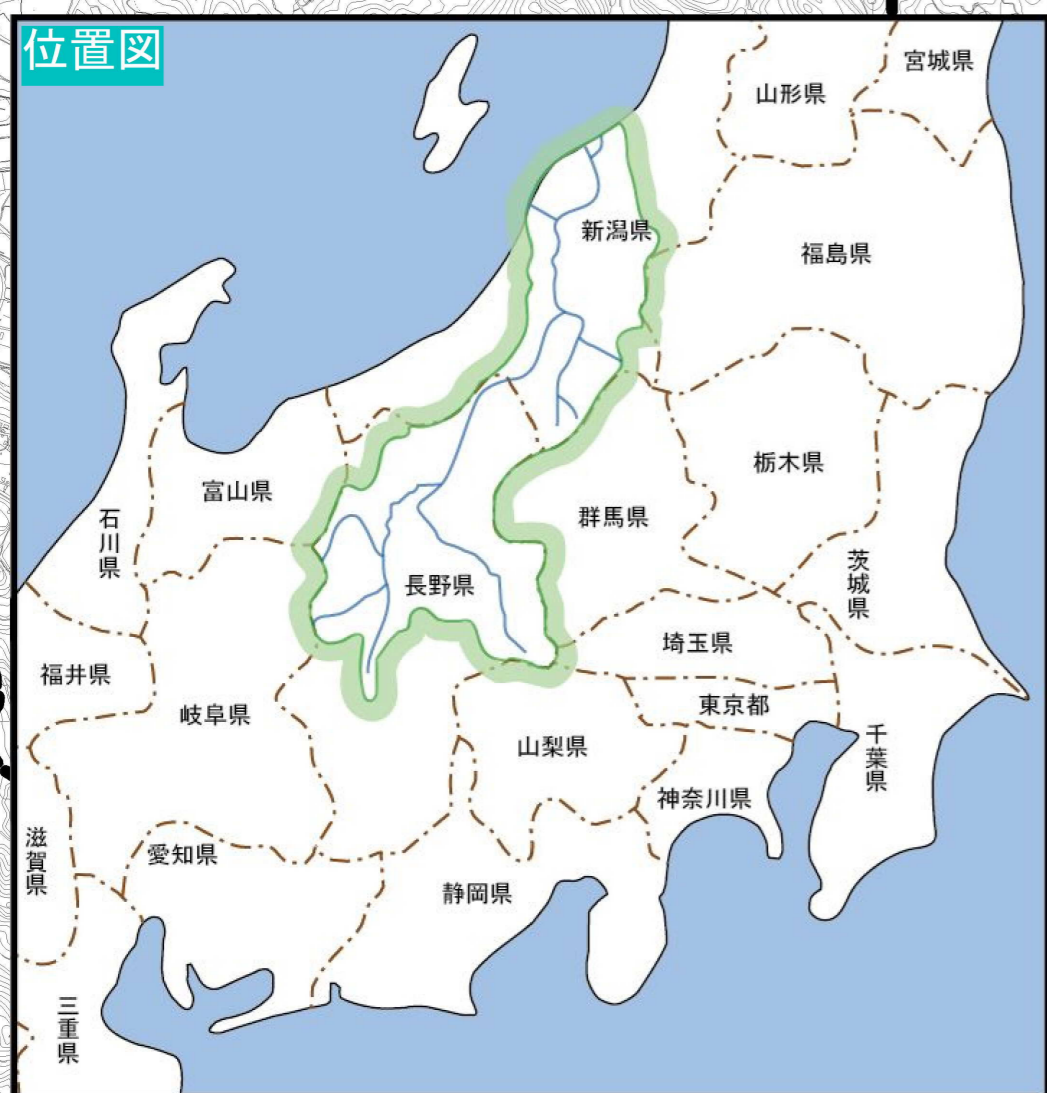 位置図
宮城県
山形県
新潟県
福島県
栃木県
富山県
群馬県
石川県
茨城県
長野県
埼玉県
福井県
東京都
岐阜県
山梨県
千葉県
神奈川県
滋賀県
愛知県
静岡県
三重県